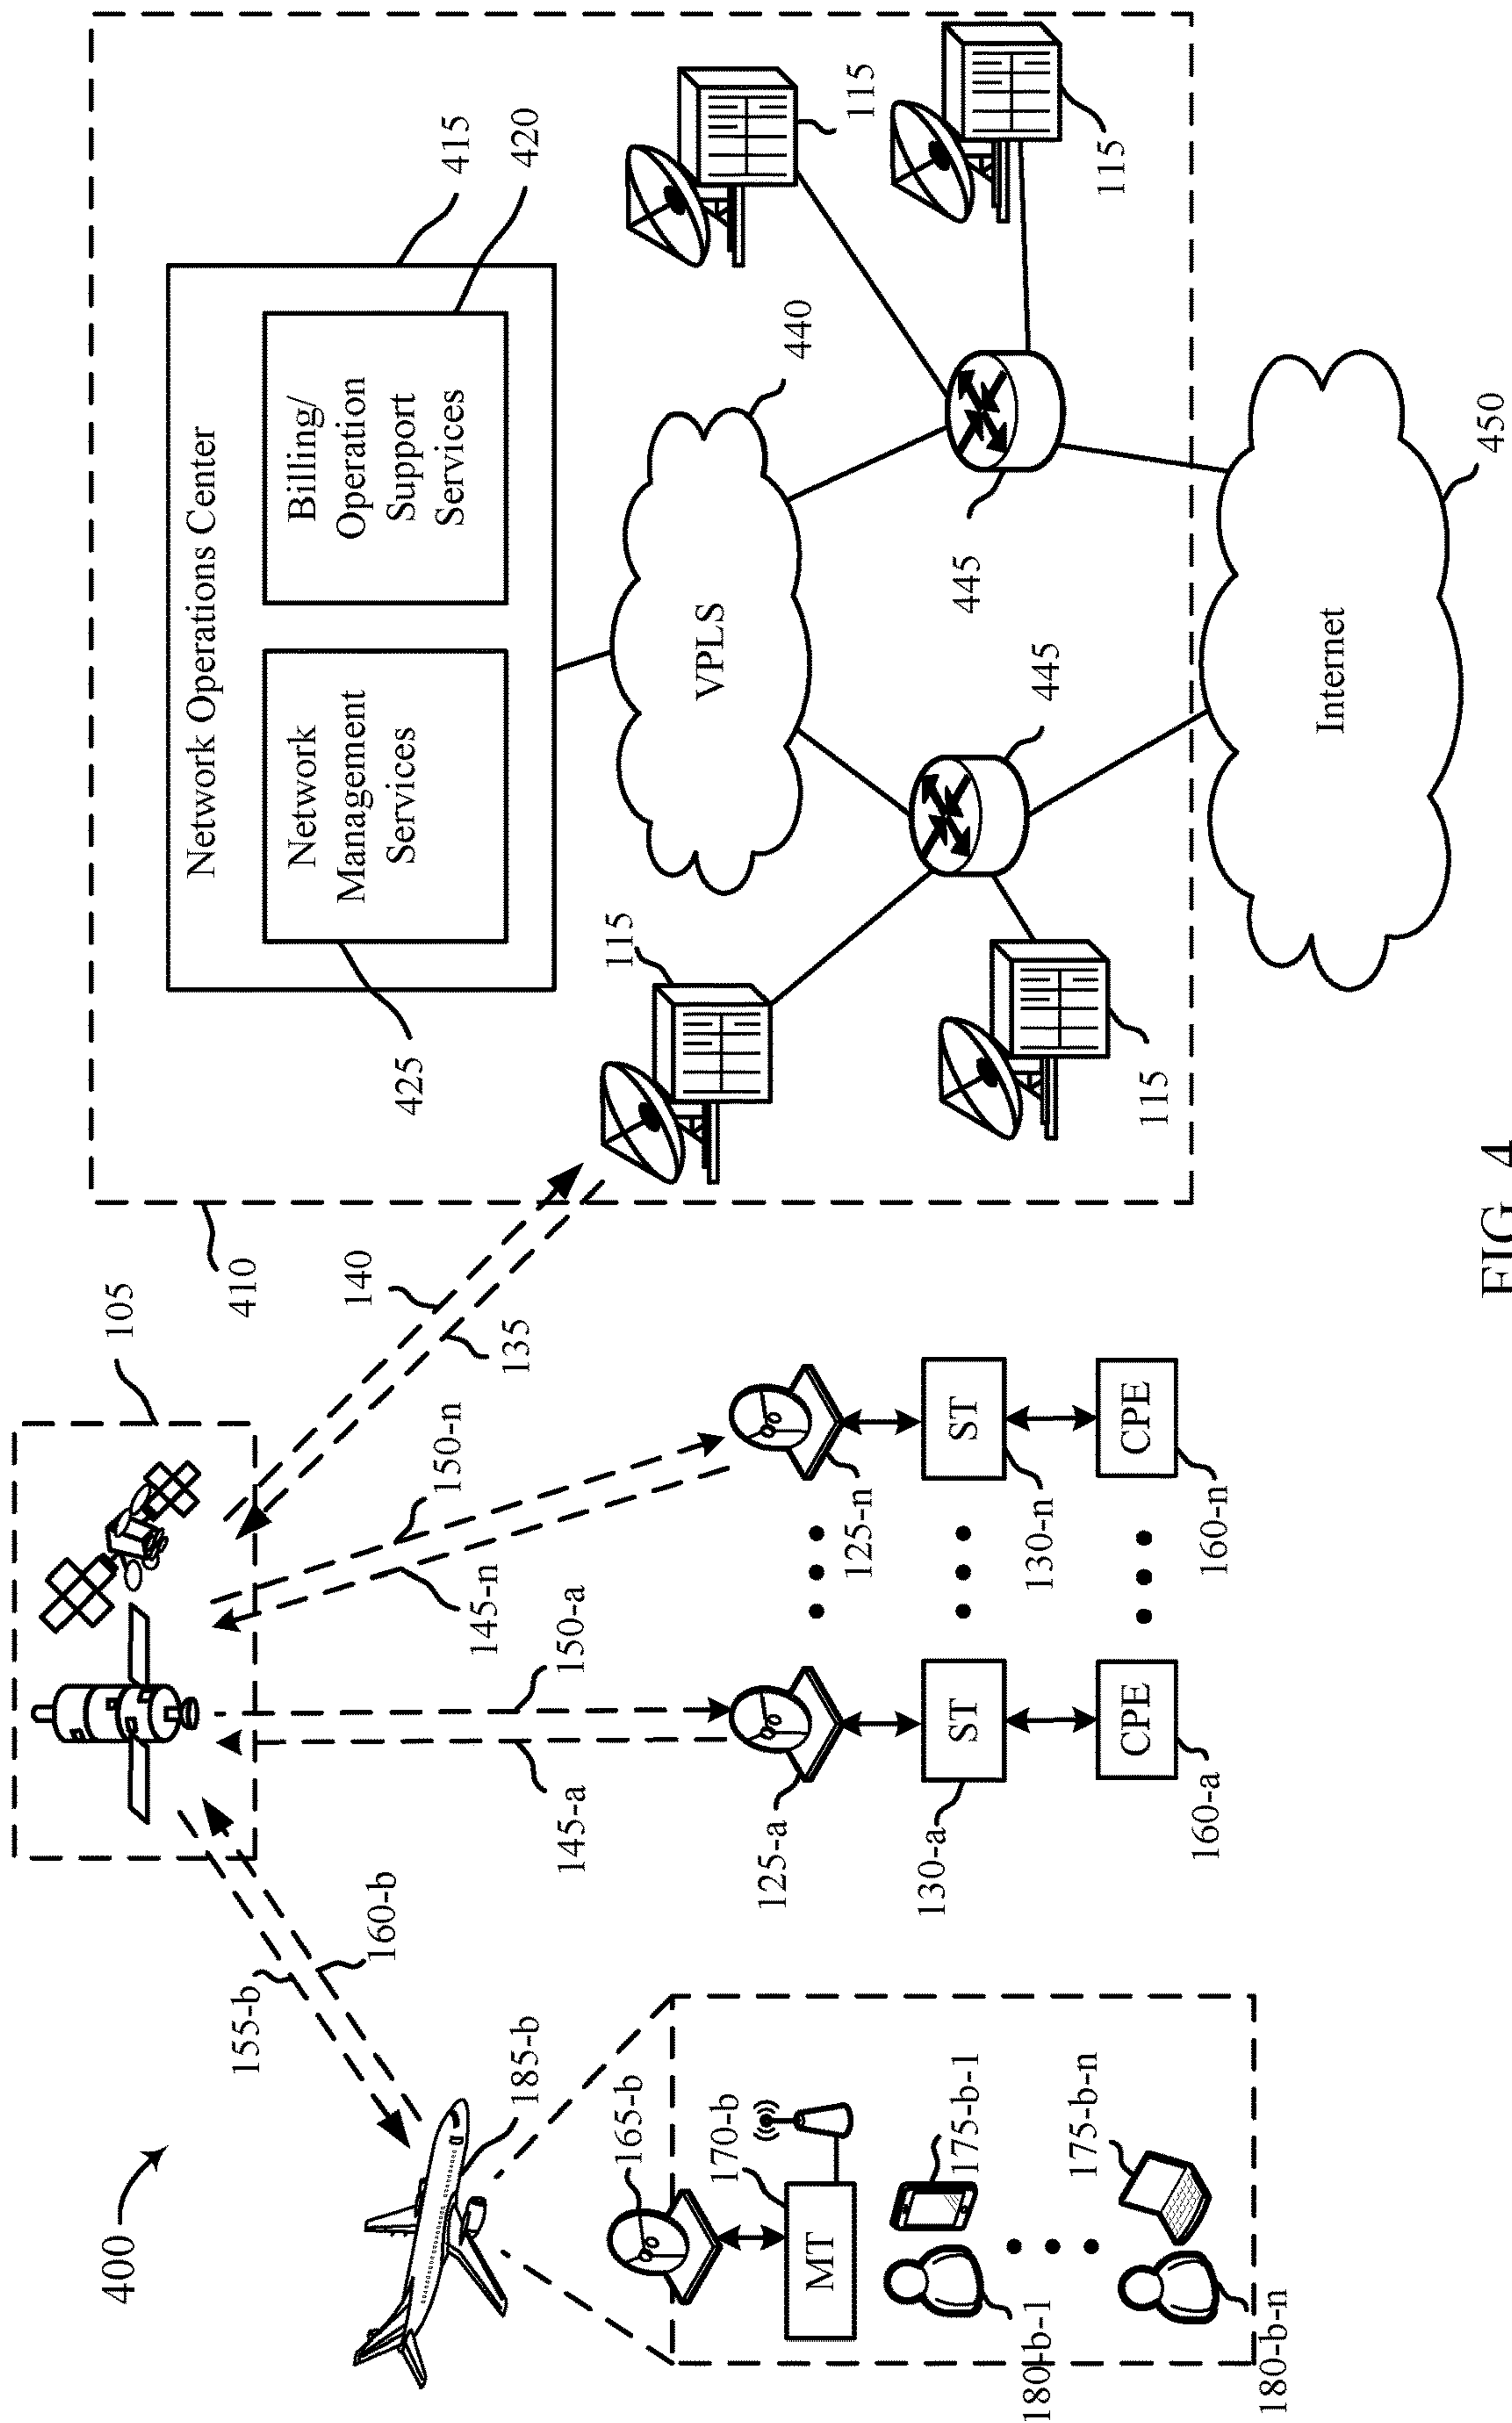 400
105
155-b
160-b
185-b
165-b
170-b
MT
175-b-1
180-b-1
175-b-n
180-b-n
145-a
150-a
145-n
150-n
140
135
125-a
125-n
ST
ST
130-a
130-n
CPE
CPE
160-a
160-n
410
Network Operations Center
415
Network
Management
Services
425
Billing/
Operation
Support
Services
420
VPLS
440
115
115
115
115
445
445
Internet
450
FIG. 4